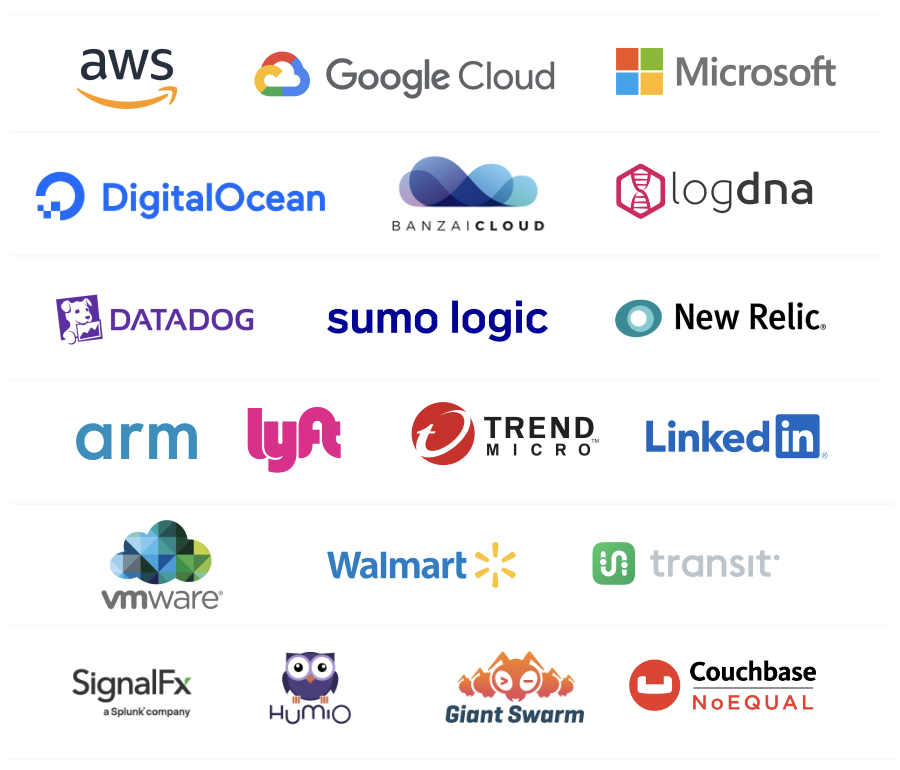 aws
Google Cloud
Microsoft
DigitalOcean
BANZAICLOUD
logdna
DATADOG
sumo logic
New Relic®
arm
lyft
TREND
MICRO™
Linkedin®
vmware®
Walmart
transit
SignalFx
a Splunk® company
HUMIO
Giant Swarm
Couchbase
NoEQUAL